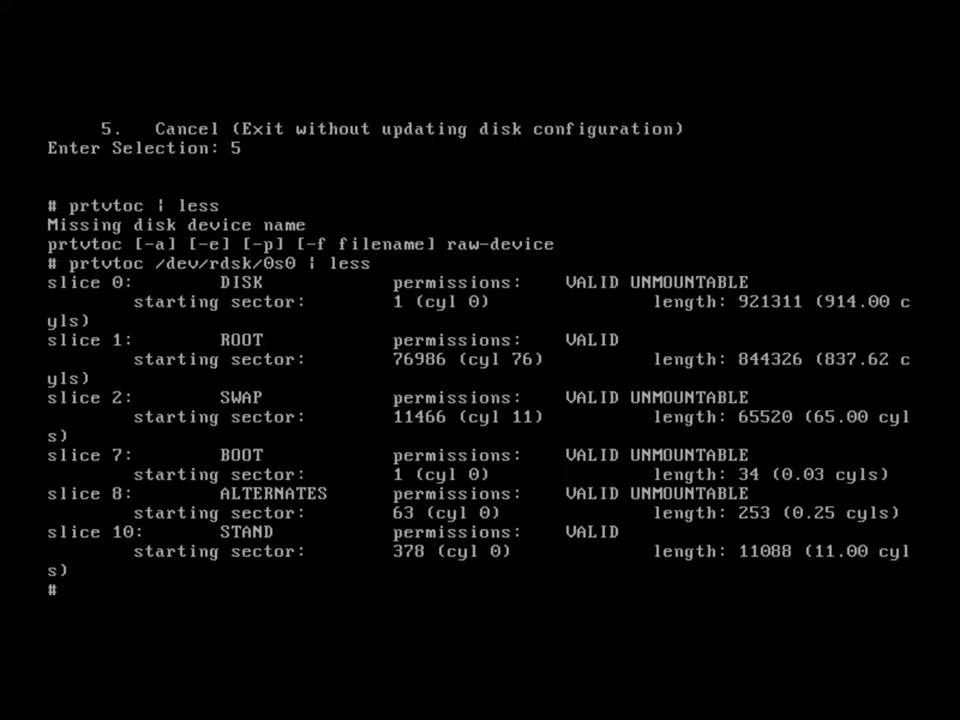 5.   Cancel (Exit without updating disk configuration)
Enter Selection: 5
# prtvtoc | less
Missing disk device name
prtvtoc [-a] [-e] [-p] [-f filename] raw-device
# prtvtoc /dev/rdsk/0s0 | less
slice 0:        DISK            permissions:    VALID UNMOUNTABLE
        starting sector:        1 (cyl 0)               length: 921311 (914.00 c
yls)
slice 1:        ROOT            permissions:    VALID
        starting sector:        76986 (cyl 76)          length: 844326 (837.62 c
yls)
slice 2:        SWAP            permissions:    VALID UNMOUNTABLE
        starting sector:        11466 (cyl 11)          length: 65520 (65.00 cyl
s)
slice 7:        BOOT            permissions:    VALID UNMOUNTABLE
        starting sector:        1 (cyl 0)               length: 34 (0.03 cyls)
slice 8:        ALTERNATES      permissions:    VALID UNMOUNTABLE
        starting sector:        63 (cyl 0)              length: 253 (0.25 cyls)
slice 10:       STAND           permissions:    VALID
        starting sector:        378 (cyl 0)             length: 11088 (11.00 cyl
s)
#